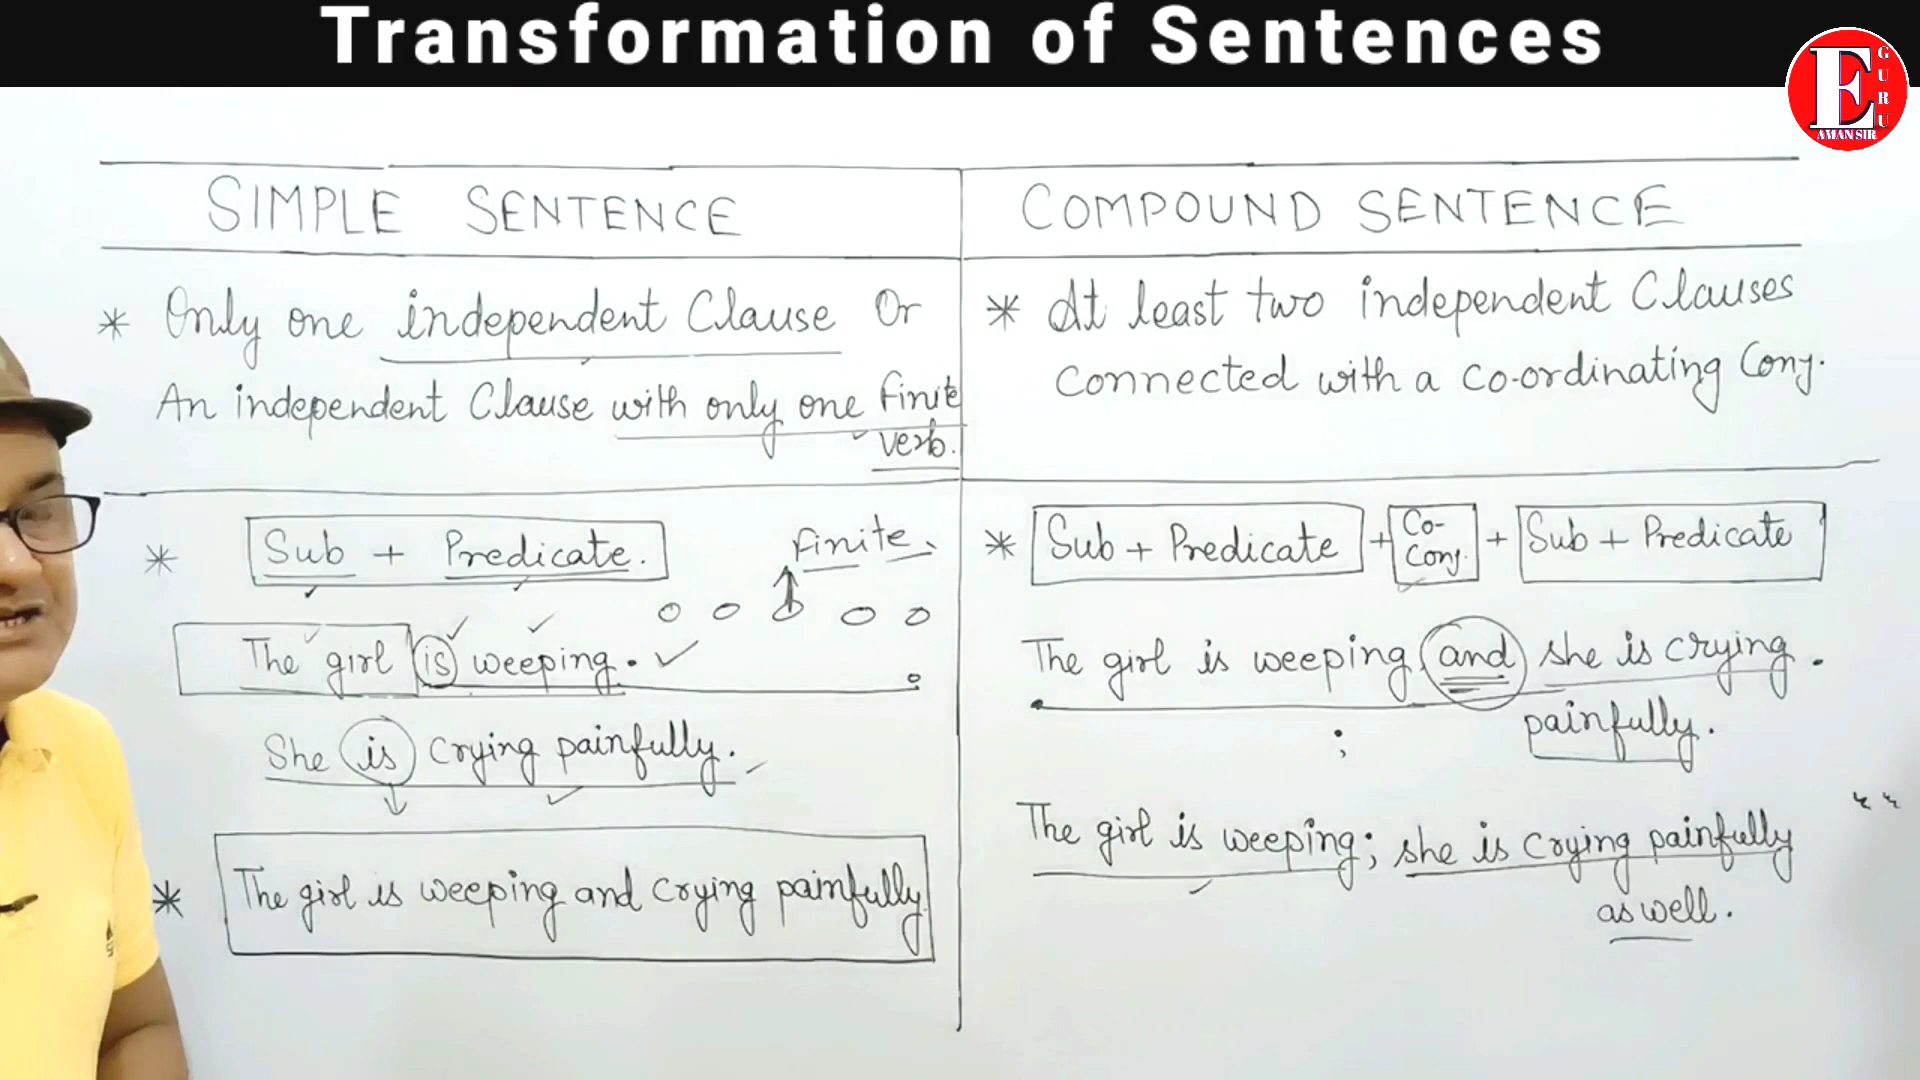 Transformation of Sentences
E GURU
AMAN SIR
SIMPLE SENTENCE
COMPOUND SENTENCE
* Only one independent Clause Or
An independent Clause with only one finite
verb.
* At least two independent Clauses
connected with a co-ordinating Conj.
* Sub + Predicate.
finite.
The girl is weeping.
She is crying painfully.
* The girl is weeping and crying painfully
* Sub + Predicate + Co-
Conj. + Sub + Predicate
The girl is weeping and she is crying.
painfully.
;
The girl is weeping; she is crying painfully
as well.